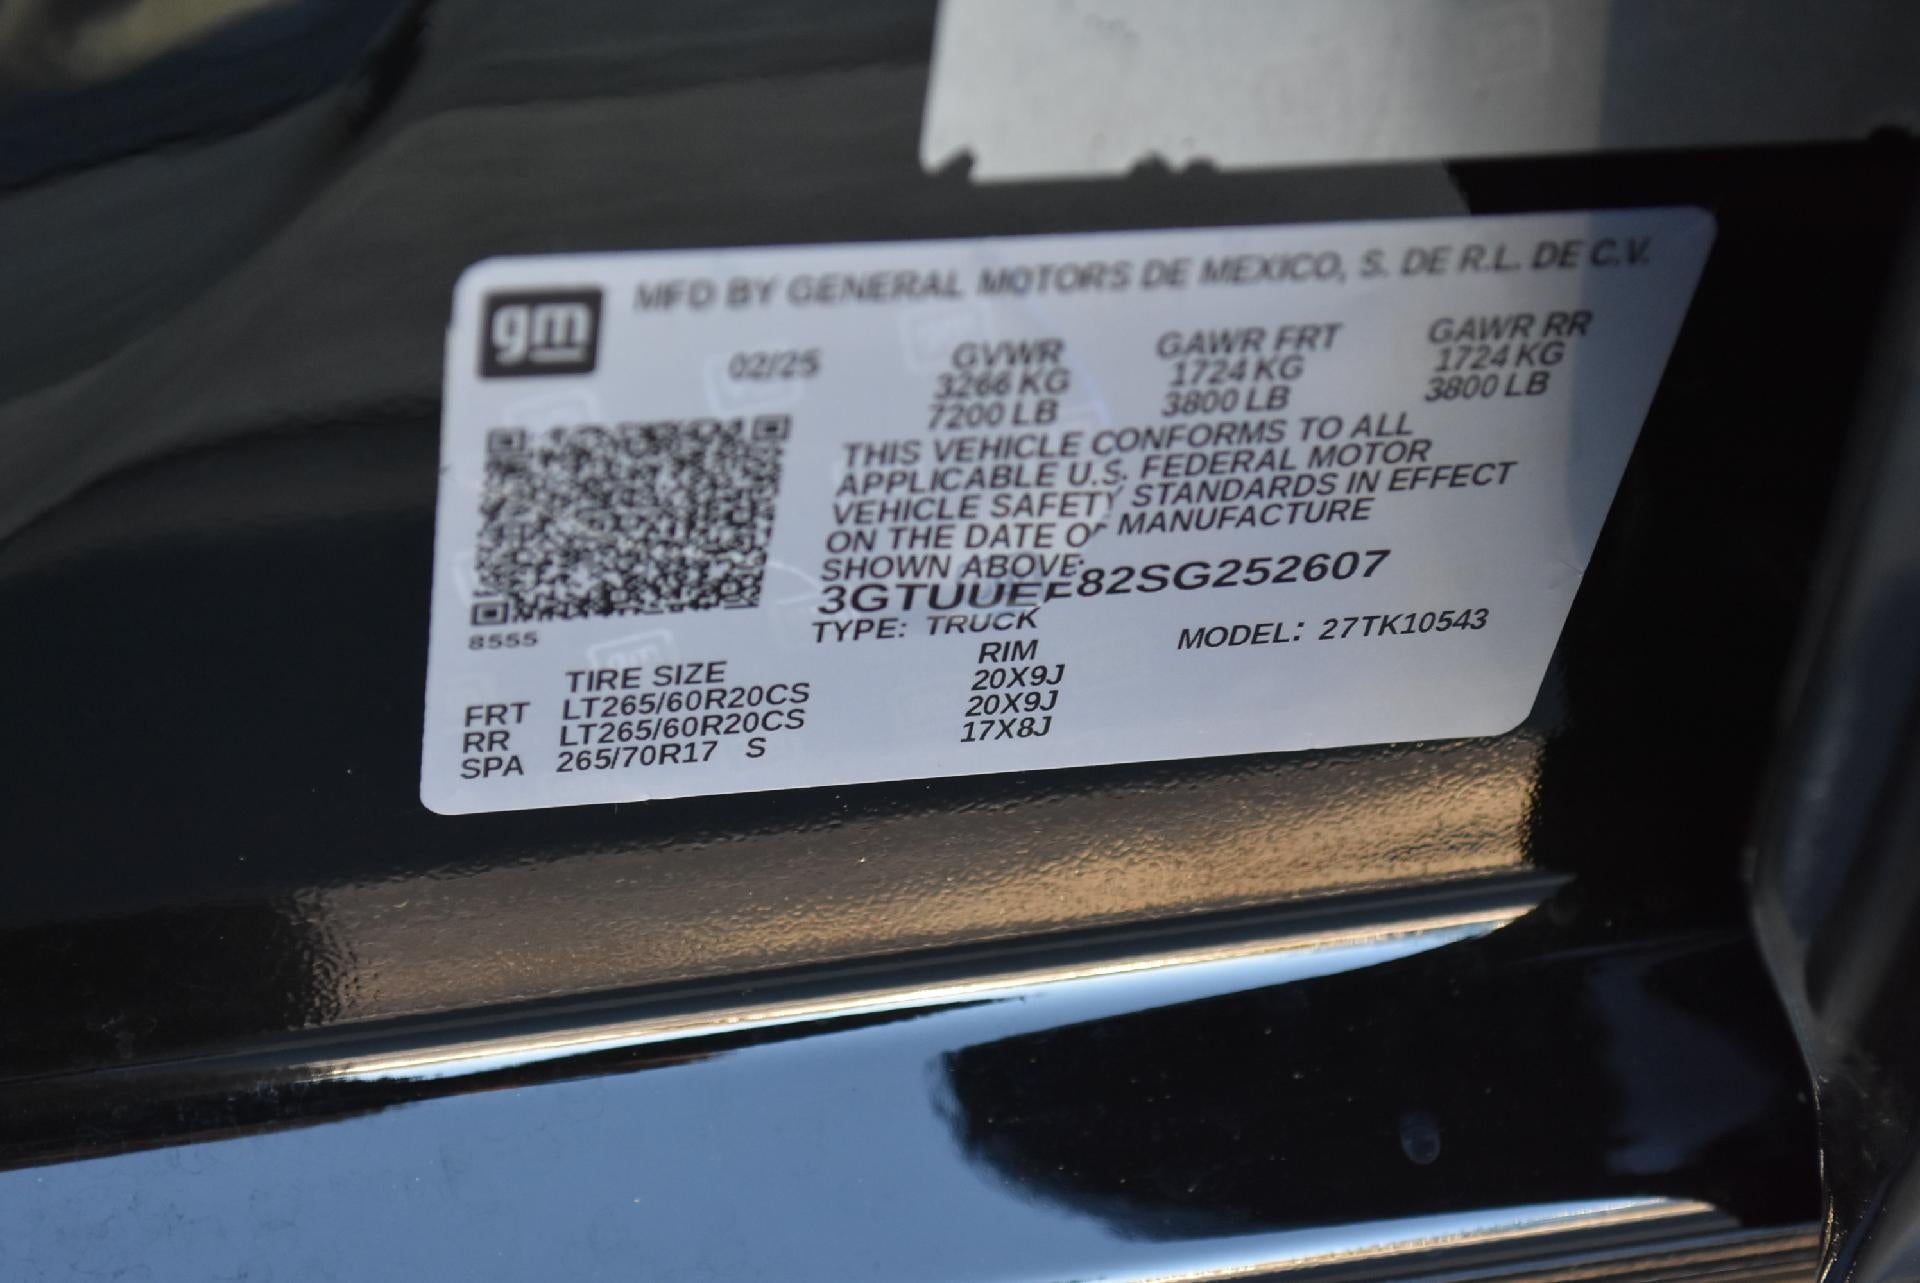 gm
MFD BY GENERAL MOTORS DE MEXICO, S. DE R.L. DE C.V.
02/25
GVWR GAWR FRT GAWR RR
3266 KG 1724 KG 1724 KG
7200 LB 3800 LB 3800 LB
THIS VEHICLE CONFORMS TO ALL
APPLICABLE U.S. FEDERAL MOTOR
VEHICLE SAFETY STANDARDS IN EFFECT
ON THE DATE OF MANUFACTURE
SHOWN ABOVE.
3GTUUEE82SG252607
8555
TYPE: TRUCK MODEL: 27TK10543
TIRE SIZE RIM
FRT LT265/60R20CS 20X9J
RR LT265/60R20CS 20X9J
SPA 265/70R17 S 17X8J